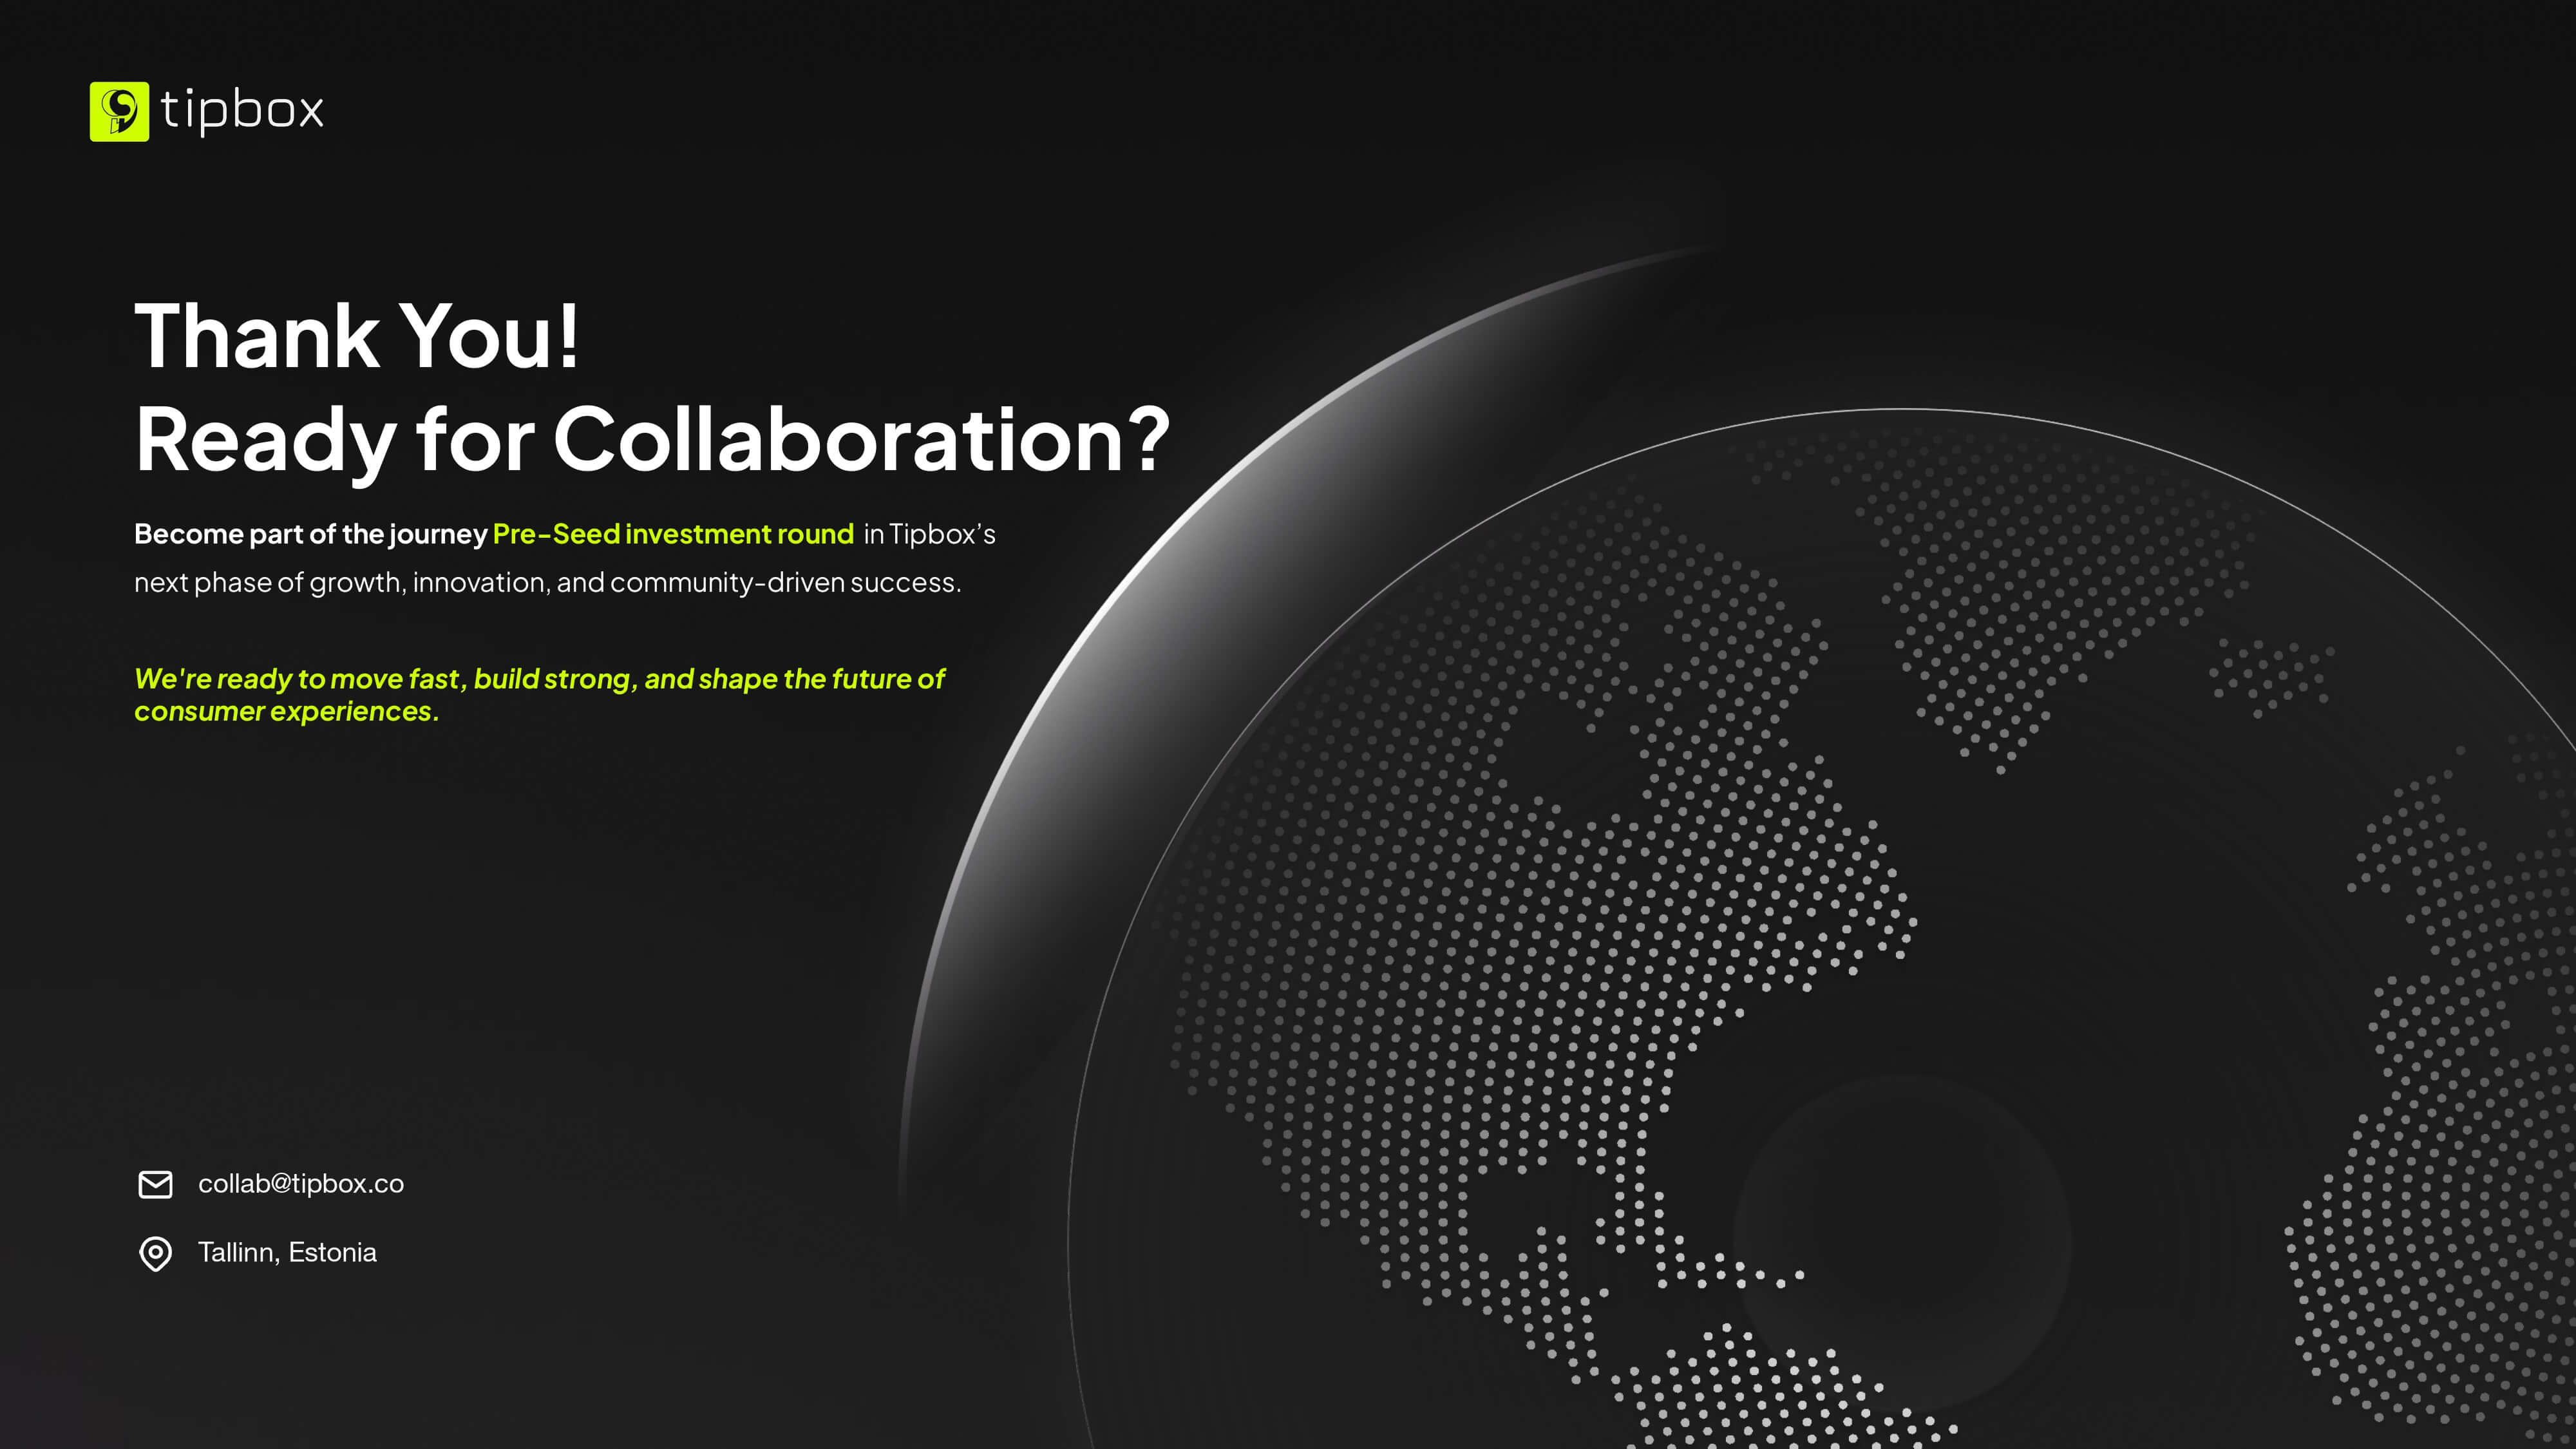 tipbox
Thank You!
Ready for Collaboration?
Become part of the journey Pre-Seed investment round in Tipbox’s
next phase of growth, innovation, and community-driven success.
We're ready to move fast, build strong, and shape the future of
consumer experiences.
collab@tipbox.co
Tallinn, Estonia